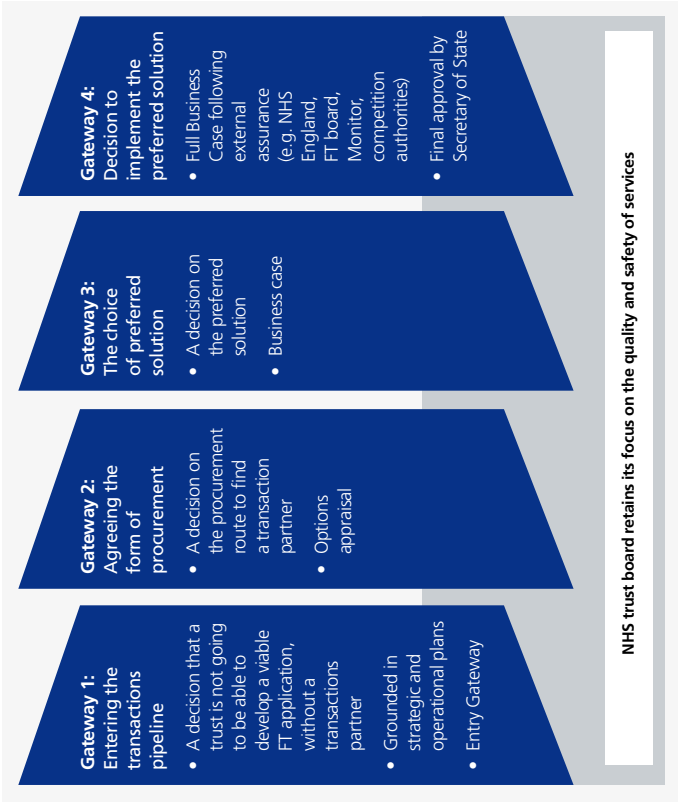 Gateway 1:
Entering the
transactions
pipeline
• A decision that a
trust is not going
to be able to
develop a viable
FT application,
without a
transactions
partner
• Grounded in
strategic and
operational plans
• Entry Gateway
Gateway 2:
Agreeing the
form of
procurement
• A decision on
the procurement
route to find
a transaction
partner
• Options
appraisal
Gateway 3:
The choice
of preferred
solution
• A decision on
the preferred
solution
• Business case
Gateway 4:
Decision to
implement the
preferred solution
• Full Business
Case following
external
assurance
(e.g. NHS
England,
FT board,
Monitor,
competition
authorities)
• Final approval by
Secretary of State
NHS trust board retains its focus on the quality and safety of services